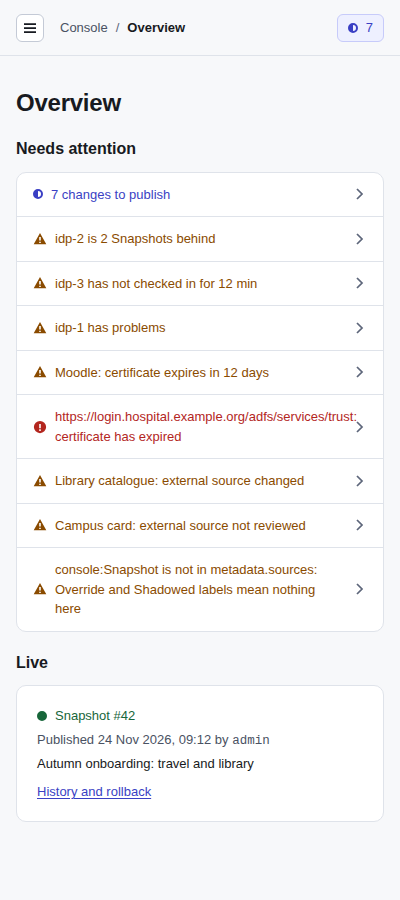 Console / Overview
7
Overview
Needs attention
7 changes to publish
idp-2 is 2 Snapshots behind
idp-3 has not checked in for 12 min
idp-1 has problems
Moodle: certificate expires in 12 days
https://login.hospital.example.org/adfs/services/trust:
certificate has expired
Library catalogue: external source changed
Campus card: external source not reviewed
console:Snapshot is not in metadata.sources:
Override and Shadowed labels mean nothing
here
Live
Snapshot #42
Published 24 Nov 2026, 09:12 by admin
Autumn onboarding: travel and library
History and rollback